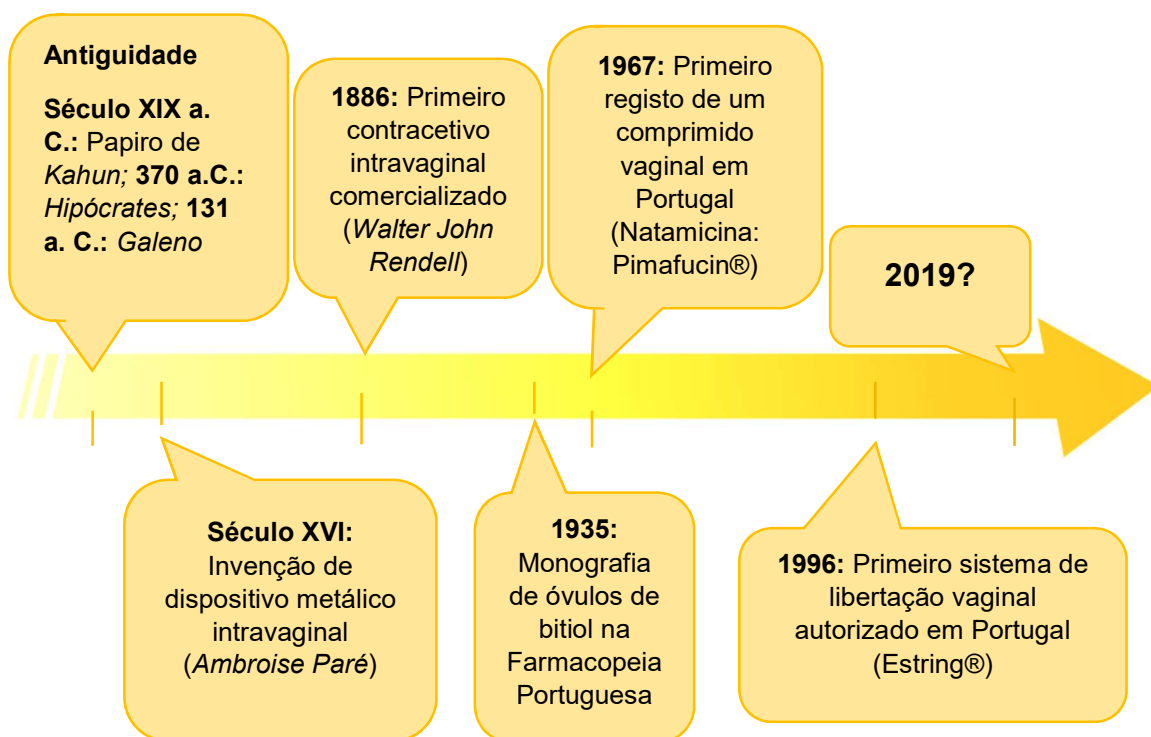 Antiguidade
Século XIX a.
C.: Papiro de
Kahun; 370 a.C.:
Hipócrates; 131
a. C.: Galeno
1886: Primeiro
contracetivo
intravaginal
comercializado
(Walter John
Rendell)
1967: Primeiro
registo de um
comprimido
vaginal em
Portugal
(Natamicina:
Pimafucin®)
2019?
Século XVI:
Invenção de
dispositivo metálico
intravaginal
(Ambroise Paré)
1935:
Monografia
de óvulos de
bitiol na
Farmacopeia
Portuguesa
1996: Primeiro sistema de
libertação vaginal
autorizado em Portugal
(Estring®)